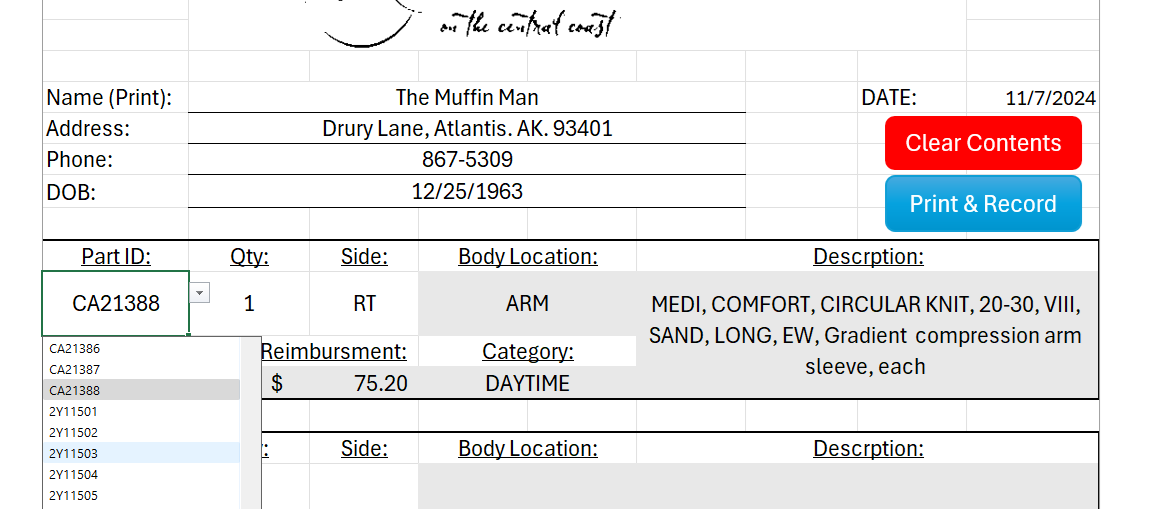 on the central coast
Name (Print): The Muffin Man DATE: 11/7/2024
Address: Drury Lane, Atlantis. AK. 93401
Clear Contents
Phone: 867-5309
DOB: 12/25/1963
Print & Record
Part ID: Qty: Side: Body Location: Descrption:
CA21388 1 RT ARM
MEDI, COMFORT, CIRCULAR KNIT, 20-30, VIII,
SAND, LONG, EW, Gradient compression arm
sleeve, each
Reimbursment: Category:
$ 75.20 DAYTIME
CA21386
CA21387
CA21388
2Y11501
2Y11502
2Y11503
2Y11504
2Y11505
Side: Body Location: Descrption: